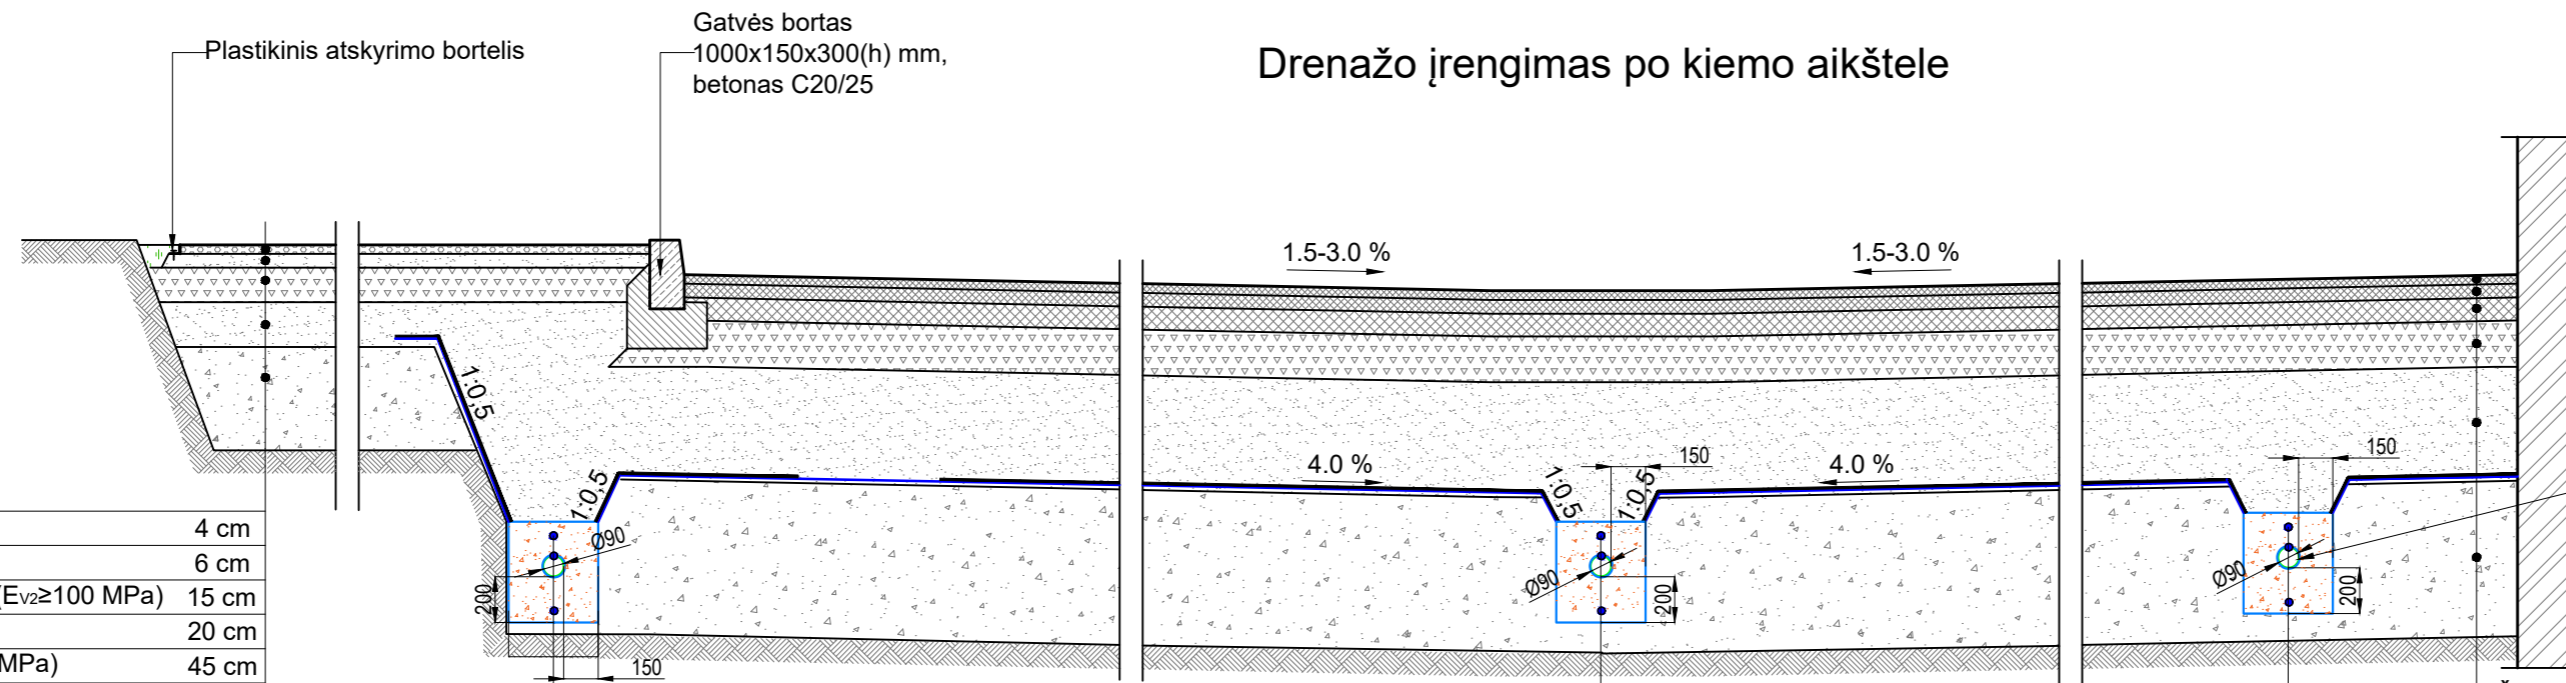 Plastikinis atskyrimo bortelis
Gatvės bortas
1000x150x300(h) mm,
betonas C20/25
Drenažo įrengimas po kiemo aikštele
1.5-3.0 %
1.5-3.0 %
1:0,5
1:0,5
4.0 %
1:0,5
1:0,5
150
4.0 %
150
Ø90
200
150
Ø90
200
Ø90
200
4 cm
6 cm
(EV2≥100 MPa) 15 cm
20 cm
MPa) 45 cm